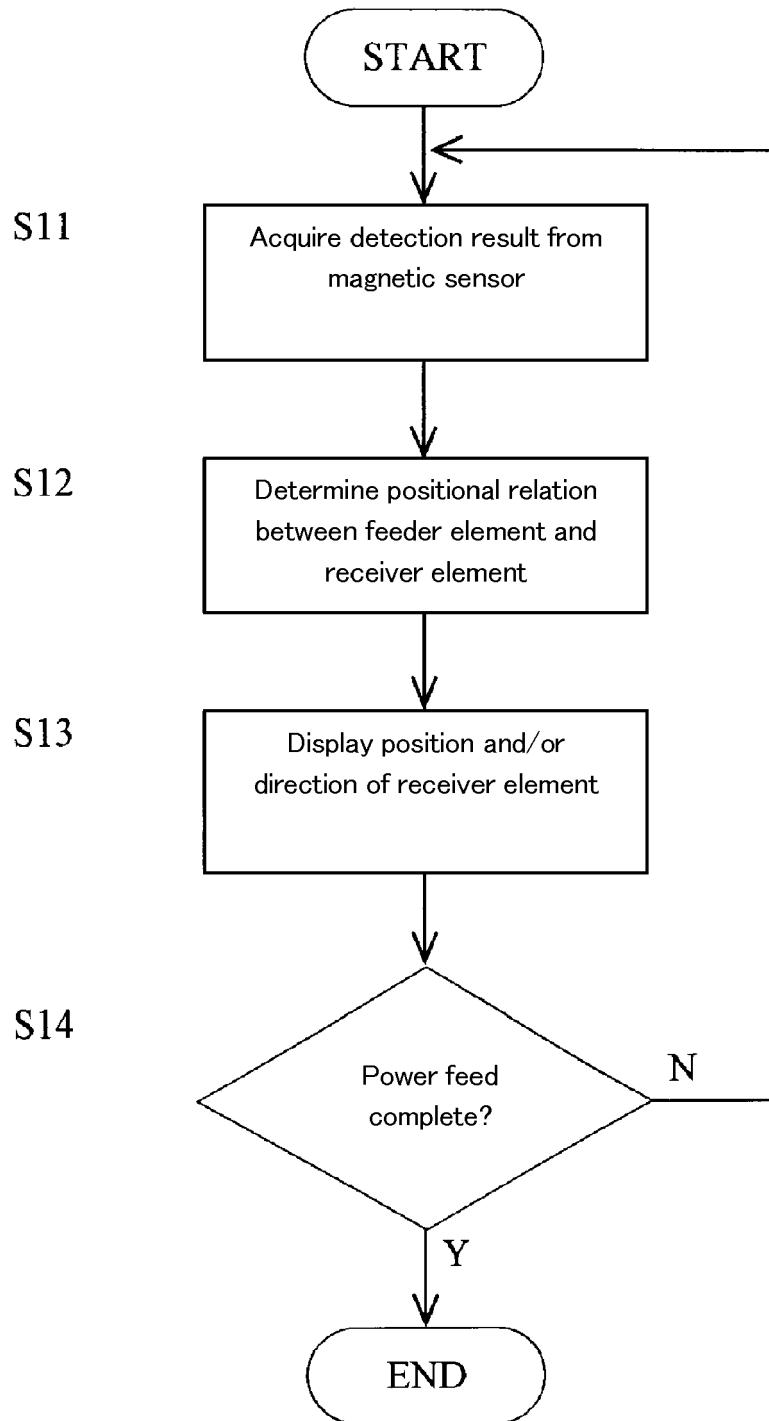 START
S11
Acquire detection result from
magnetic sensor
S12
Determine positional relation
between feeder element and
receiver element
S13
Display position and/or
direction of receiver element
S14
Power feed
complete?
N
Y
END